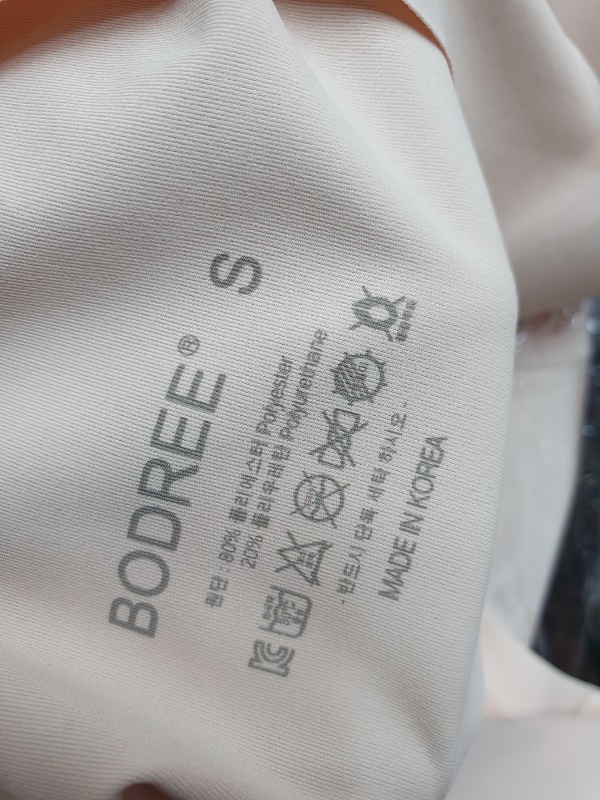 BODREE® S
원단 : 80% 폴리에스터 Polyester
20% 폴리우레탄 Polyurethane
- 반드시 단독 세탁 하시오 -
MADE IN KOREA